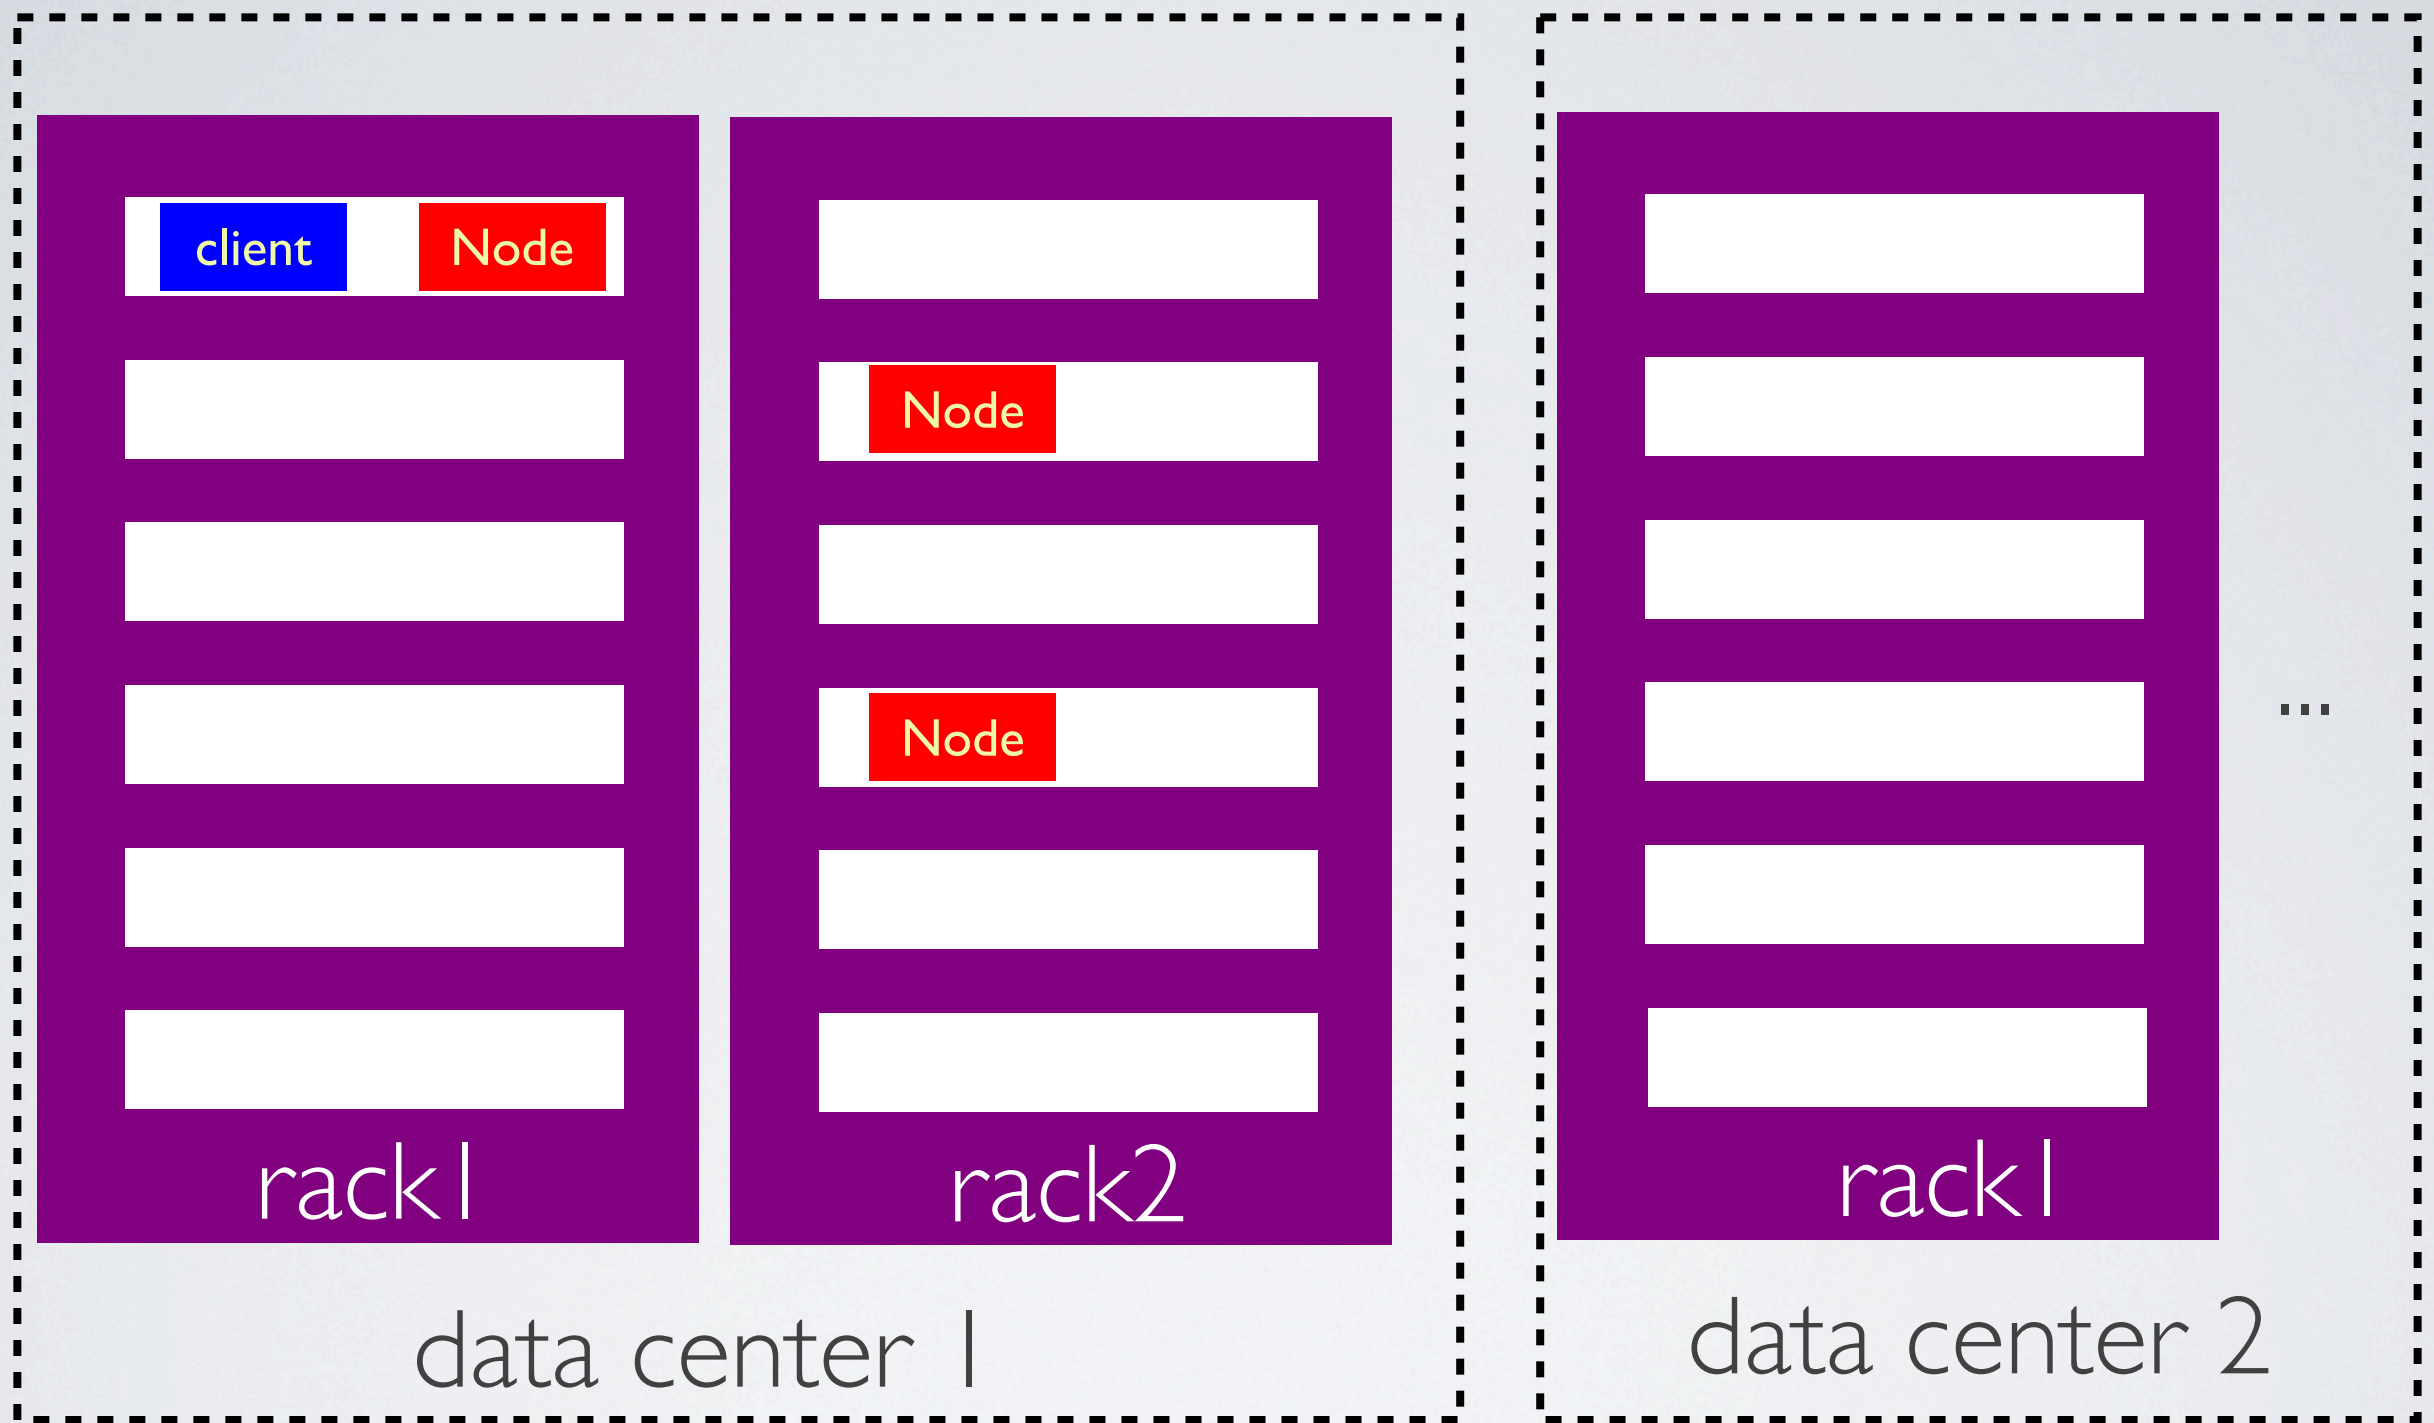 client
Node
Node
Node
...
rack1
rack2
rack1
data center 1
data center 2